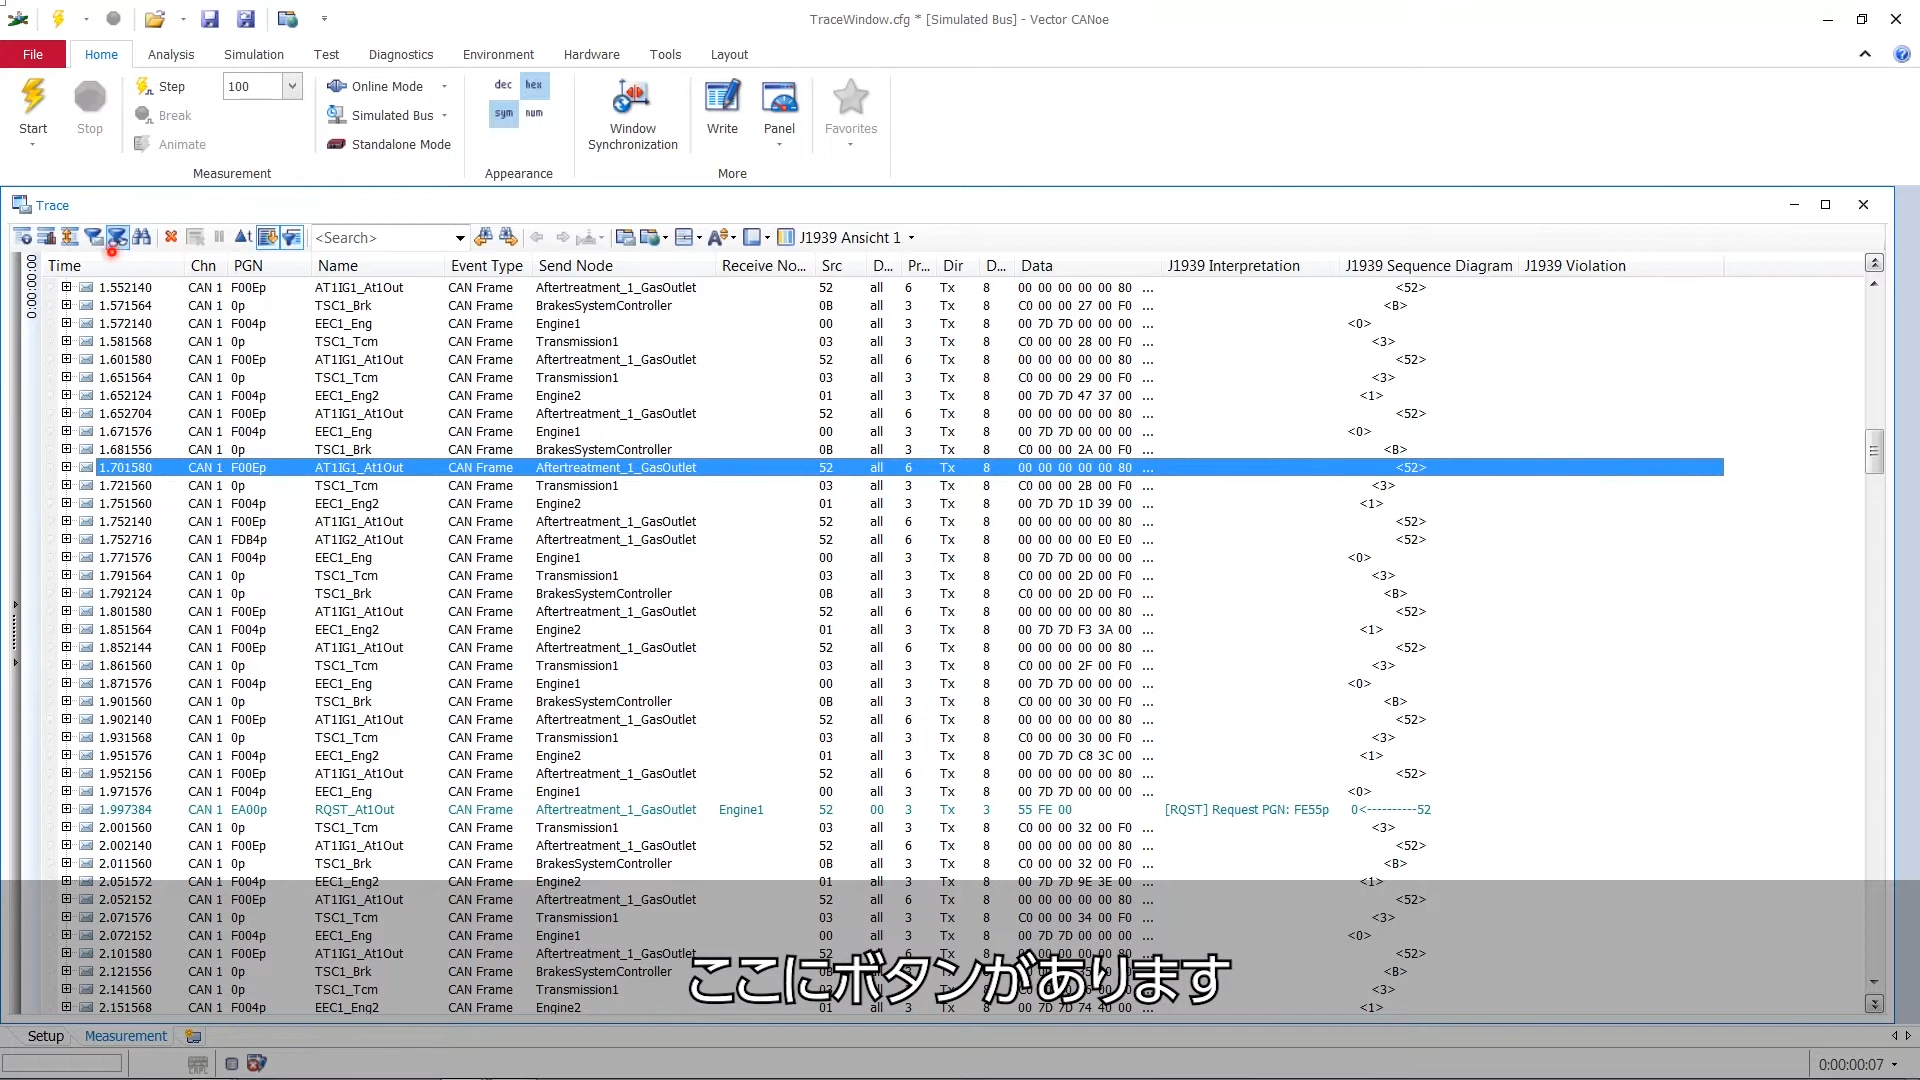 TraceWindow.cfg * [Simulated Bus] - Vector CANoe
File Home Analysis Simulation Test Diagnostics Environment Hardware Tools Layout
Start Stop Step 100 Break Animate Online Mode Simulated Bus Standalone Mode dec hex sym num Window Synchronization Write Panel Favorites
Measurement Appearance More
Trace
<Search> J1939 Ansicht 1
0:00:00:00
Time Chn PGN Name Event Type Send Node Receive No... Src D... Pr... Dir D... Data J1939 Interpretation J1939 Sequence Diagram J1939 Violation
1.552140 CAN 1 F00Ep AT1IG1_At1Out CAN Frame Aftertreatment_1_GasOutlet 52 all 6 Tx 8 00 00 00 00 00 80 ... <52>
1.571564 CAN 1 0p TSC1_Brk CAN Frame BrakesSystemController 0B all 3 Tx 8 C0 00 00 27 00 F0 ... <B>
1.572140 CAN 1 F004p EEC1_Eng CAN Frame Engine1 00 all 3 Tx 8 00 7D 7D 00 00 00 ... <0>
1.581568 CAN 1 0p TSC1_Tcm CAN Frame Transmission1 03 all 3 Tx 8 C0 00 00 28 00 F0 ... <3>
1.601580 CAN 1 F00Ep AT1IG1_At1Out CAN Frame Aftertreatment_1_GasOutlet 52 all 6 Tx 8 00 00 00 00 00 80 ... <52>
1.651564 CAN 1 0p TSC1_Tcm CAN Frame Transmission1 03 all 3 Tx 8 C0 00 00 29 00 F0 ... <3>
1.652124 CAN 1 F004p EEC1_Eng2 CAN Frame Engine2 01 all 3 Tx 8 00 7D 7D 47 37 00 ... <1>
1.652704 CAN 1 F00Ep AT1IG1_At1Out CAN Frame Aftertreatment_1_GasOutlet 52 all 6 Tx 8 00 00 00 00 00 80 ... <52>
1.671576 CAN 1 F004p EEC1_Eng CAN Frame Engine1 00 all 3 Tx 8 00 7D 7D 00 00 00 ... <0>
1.681556 CAN 1 0p TSC1_Brk CAN Frame BrakesSystemController 0B all 3 Tx 8 C0 00 00 2A 00 F0 ... <B>
1.701580 CAN 1 F00Ep AT1IG1_At1Out CAN Frame Aftertreatment_1_GasOutlet 52 all 6 Tx 8 00 00 00 00 00 80 ... <52>
1.721560 CAN 1 0p TSC1_Tcm CAN Frame Transmission1 03 all 3 Tx 8 C0 00 00 2B 00 F0 ... <3>
1.751560 CAN 1 F004p EEC1_Eng2 CAN Frame Engine2 01 all 3 Tx 8 00 7D 7D 1D 39 00 ... <1>
1.752140 CAN 1 F00Ep AT1IG1_At1Out CAN Frame Aftertreatment_1_GasOutlet 52 all 6 Tx 8 00 00 00 00 00 80 ... <52>
1.752716 CAN 1 FDB4p AT1IG2_At1Out CAN Frame Aftertreatment_1_GasOutlet 52 all 6 Tx 8 00 00 00 00 E0 E0 ... <52>
1.771576 CAN 1 F004p EEC1_Eng CAN Frame Engine1 00 all 3 Tx 8 00 7D 7D 00 00 00 ... <0>
1.791564 CAN 1 0p TSC1_Tcm CAN Frame Transmission1 03 all 3 Tx 8 C0 00 00 2D 00 F0 ... <3>
1.792124 CAN 1 0p TSC1_Brk CAN Frame BrakesSystemController 0B all 3 Tx 8 C0 00 00 2D 00 F0 ... <B>
1.801580 CAN 1 F00Ep AT1IG1_At1Out CAN Frame Aftertreatment_1_GasOutlet 52 all 6 Tx 8 00 00 00 00 00 80 ... <52>
1.851564 CAN 1 F004p EEC1_Eng2 CAN Frame Engine2 01 all 3 Tx 8 00 7D 7D F3 3A 00 ... <1>
1.852144 CAN 1 F00Ep AT1IG1_At1Out CAN Frame Aftertreatment_1_GasOutlet 52 all 6 Tx 8 00 00 00 00 00 80 ... <52>
1.861560 CAN 1 0p TSC1_Tcm CAN Frame Transmission1 03 all 3 Tx 8 C0 00 00 2F 00 F0 ... <3>
1.871576 CAN 1 F004p EEC1_Eng CAN Frame Engine1 00 all 3 Tx 8 00 7D 7D 00 00 00 ... <0>
1.901560 CAN 1 0p TSC1_Brk CAN Frame BrakesSystemController 0B all 3 Tx 8 C0 00 00 30 00 F0 ... <B>
1.902140 CAN 1 F00Ep AT1IG1_At1Out CAN Frame Aftertreatment_1_GasOutlet 52 all 6 Tx 8 00 00 00 00 00 80 ... <52>
1.931568 CAN 1 0p TSC1_Tcm CAN Frame Transmission1 03 all 3 Tx 8 C0 00 00 30 00 F0 ... <3>
1.951576 CAN 1 F004p EEC1_Eng2 CAN Frame Engine2 01 all 3 Tx 8 00 7D 7D C8 3C 00 ... <1>
1.952156 CAN 1 F00Ep AT1IG1_At1Out CAN Frame Aftertreatment_1_GasOutlet 52 all 6 Tx 8 00 00 00 00 00 80 ... <52>
1.971576 CAN 1 F004p EEC1_Eng CAN Frame Engine1 00 all 3 Tx 8 00 7D 7D 00 00 00 ... <0>
1.997384 CAN 1 EA00p RQST_At1Out CAN Frame Aftertreatment_1_GasOutlet Engine1 52 00 3 Tx 3 55 FE 00 [RQST] Request PGN: FE55p 0<----------52
2.001560 CAN 1 0p TSC1_Tcm CAN Frame Transmission1 03 all 3 Tx 8 C0 00 00 32 00 F0 ... <3>
2.002140 CAN 1 F00Ep AT1IG1_At1Out CAN Frame Aftertreatment_1_GasOutlet 52 all 6 Tx 8 00 00 00 00 00 80 ... <52>
2.011560 CAN 1 0p TSC1_Brk CAN Frame BrakesSystemController 0B all 3 Tx 8 C0 00 00 32 00 F0 ... <B>
2.051572 CAN 1 F004p EEC1_Eng2 CAN Frame Engine2 01 all 3 Tx 8 00 7D 7D 9E 3E 00 ... <1>
2.052152 CAN 1 F00Ep AT1IG1_At1Out CAN Frame Aftertreatment_1_GasOutlet 52 all 6 Tx 8 00 00 00 00 00 80 ... <52>
2.071576 CAN 1 0p TSC1_Tcm CAN Frame Transmission1 03 all 3 Tx 8 C0 00 00 34 00 F0 ... <3>
2.072152 CAN 1 F004p EEC1_Eng CAN Frame Engine1 00 all 3 Tx 8 00 7D 7D 00 00 00 ... <0>
2.101580 CAN 1 F00Ep AT1IG1_At1Out CAN Frame Aftertreatment_1_GasOutlet <52>
2.121556 CAN 1 0p TSC1_Brk CAN Frame BrakesSystemController <B>
2.141560 CAN 1 0p TSC1_Tcm CAN Frame Transmission1 <3>
2.151568 CAN 1 F004p EEC1_Eng2 CAN Frame Engine2 01 all 3 Tx 8 00 7D 7D 74 40 00 ... <1>
ここにボタンがあります
Setup Measurement
0:00:00:07